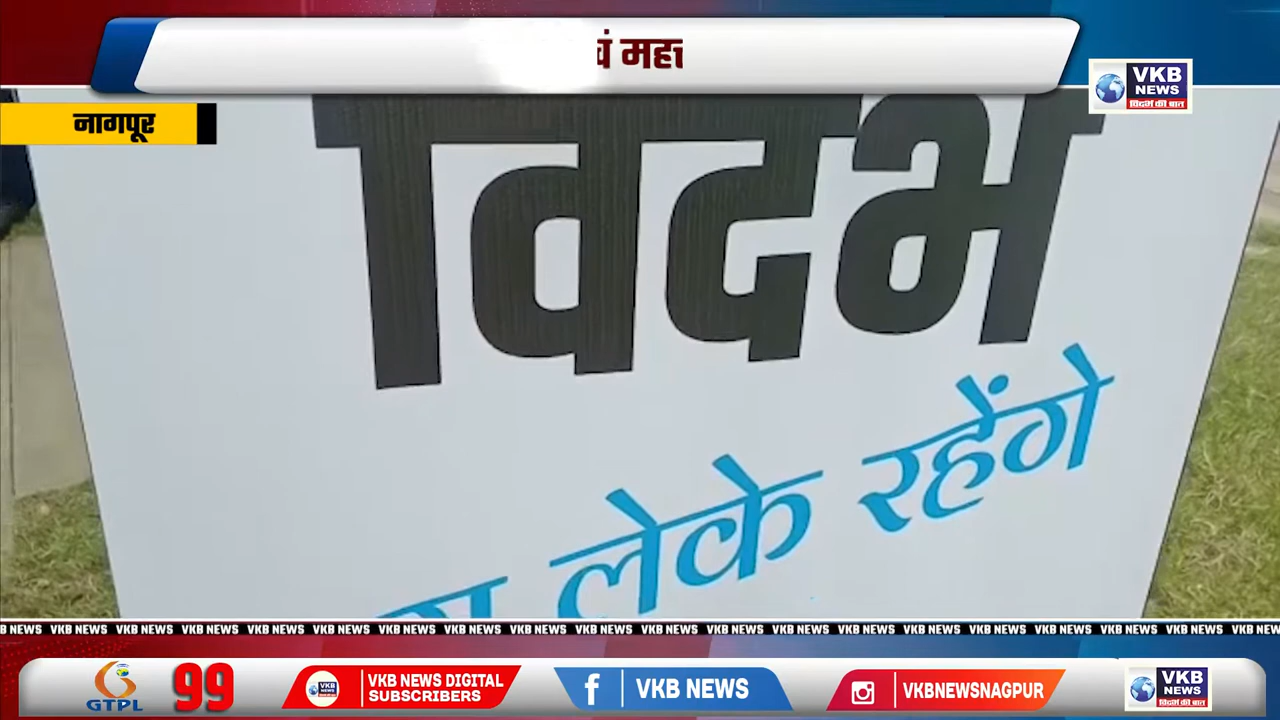 वं महा
VKB
NEWS
विदर्भ की बात
नागपूर
विदर्भ
लेके रहेंगे
VKB NEWS VKB NEWS VKB NEWS VKB NEWS VKB NEWS VKB NEWS VKB NEWS VKB NEWS VKB NEWS VKB NEWS VKB NEWS VKB NEWS VKB NEWS VKB NEWS VKB NEWS VKB NEWS VKB NEWS VKB NEWS
GTPL
99
VKB NEWS
VKB NEWS DIGITAL
SUBSCRIBERS
f
VKB NEWS
VKBNEWSNAGPUR
VKB
NEWS
विदर्भ की बात